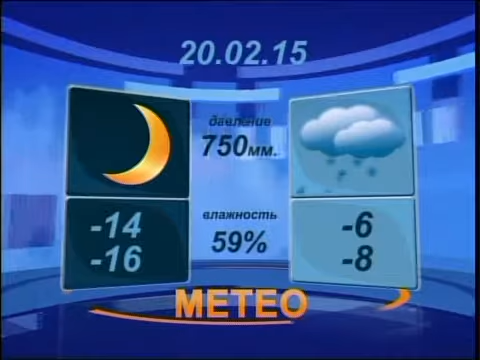 20.02.15
давление
750мм.
-14
-16
влажность
59%
-6
-8
МЕТЕО